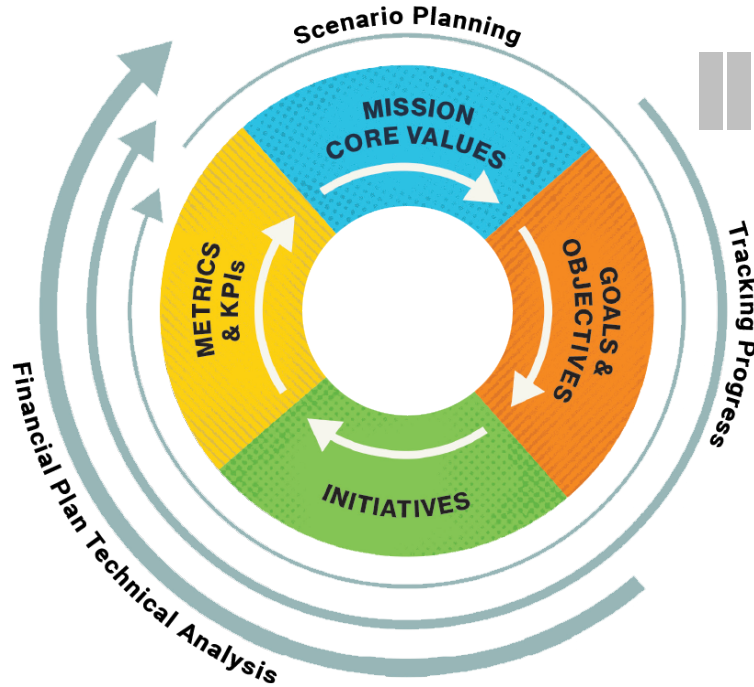 Scenario Planning
MISSION
CORE VALUES
GOALS &
OBJECTIVES
Tracking Progress
INITIATIVES
METRICS
& KPIs
Financial Plan Technical Analysis